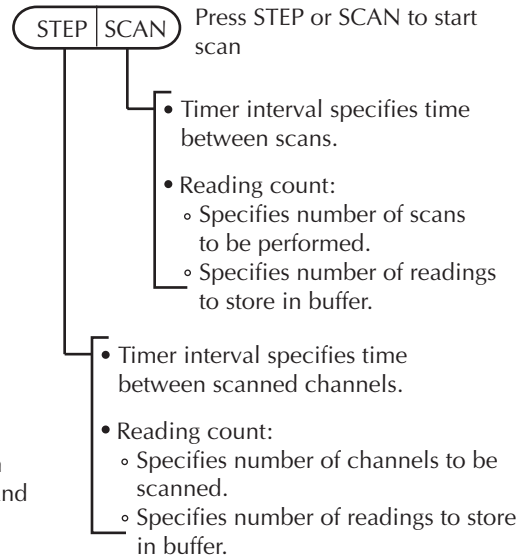 STEP SCAN
Press STEP or SCAN to start
scan
• Timer interval specifies time
between scans.
• Reading count:
∘ Specifies number of scans
to be performed.
∘ Specifies number of readings
to store in buffer.
• Timer interval specifies time
between scanned channels.
• Reading count:
∘ Specifies number of channels to be
scanned.
∘ Specifies number of readings to store
in buffer.